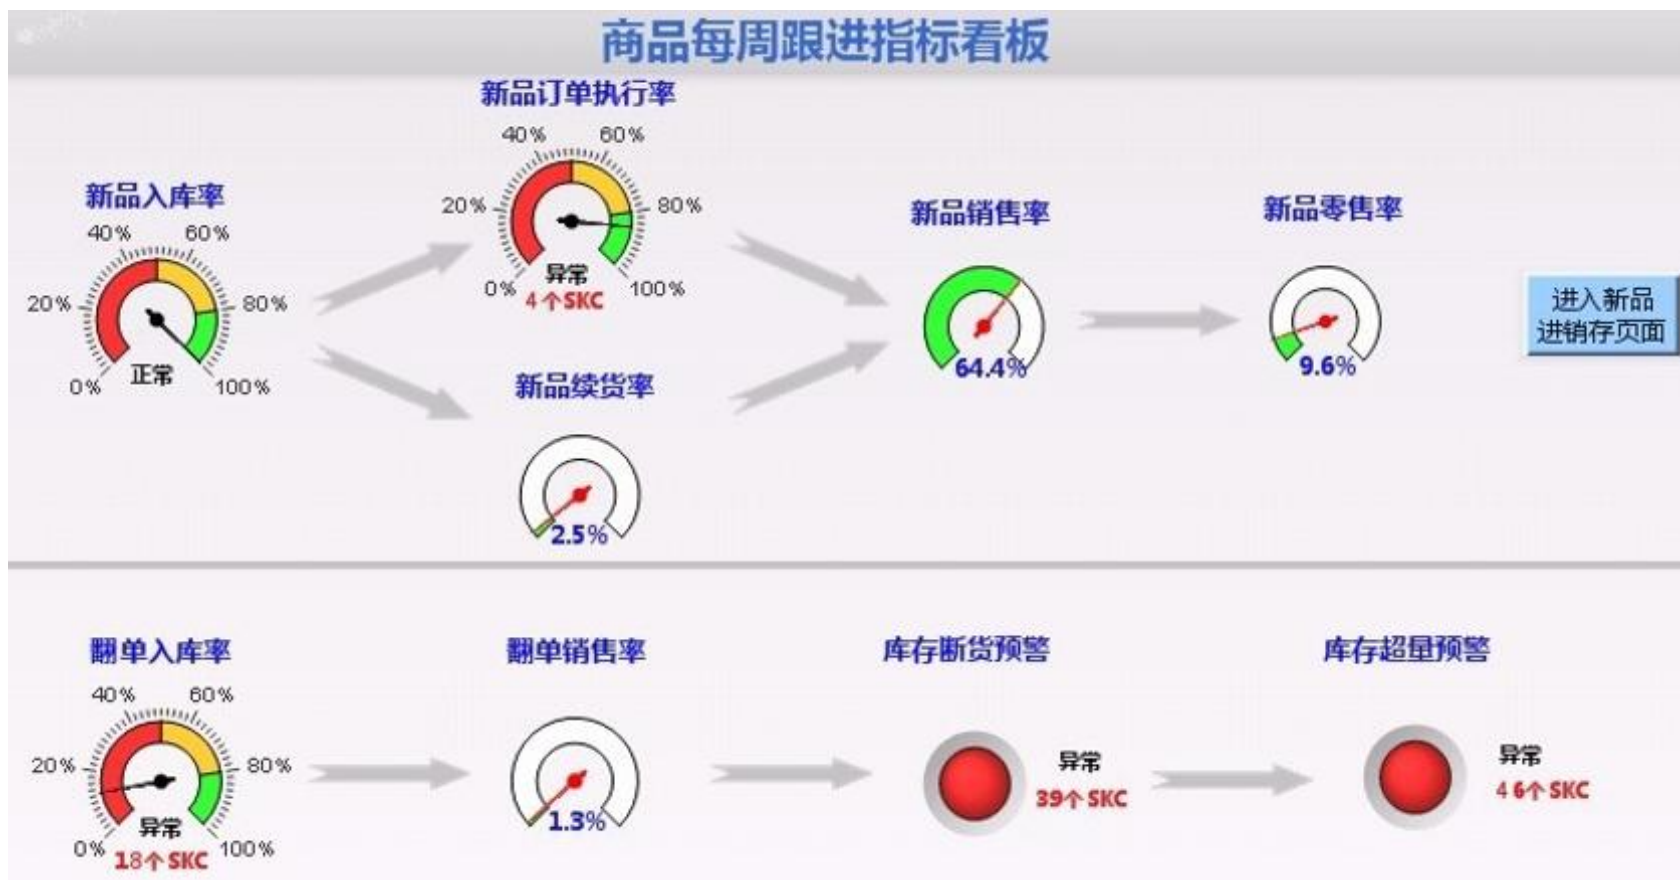 商品每周跟进指标看板
新品订单执行率
40% 60%
20% 80%
0% 异常 100%
4个SKC
新品入库率
40% 60%
20% 80%
0% 正常 100%
新品续货率
2.5%
新品销售率
64.4%
新品零售率
9.6%
进入新品
进销存页面
翻单入库率
40% 60%
20% 80%
0% 异常 100%
18个SKC
翻单销售率
1.3%
库存断货预警
异常
39个SKC
库存超量预警
异常
46个SKC